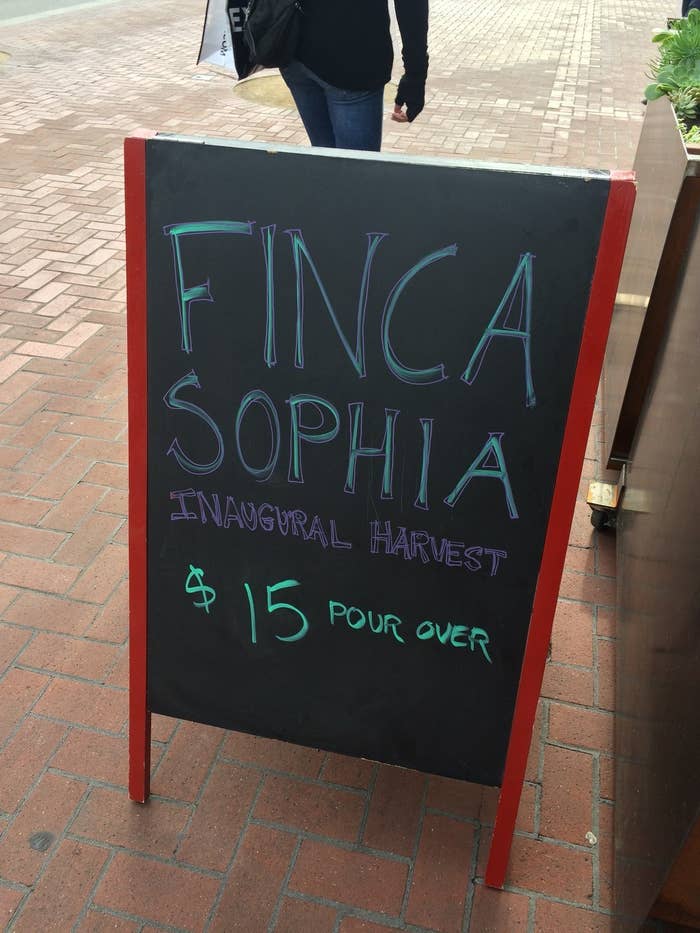 FINCA
SOPHIA
INAUGURAL HARVEST
$ 15 POUR OVER